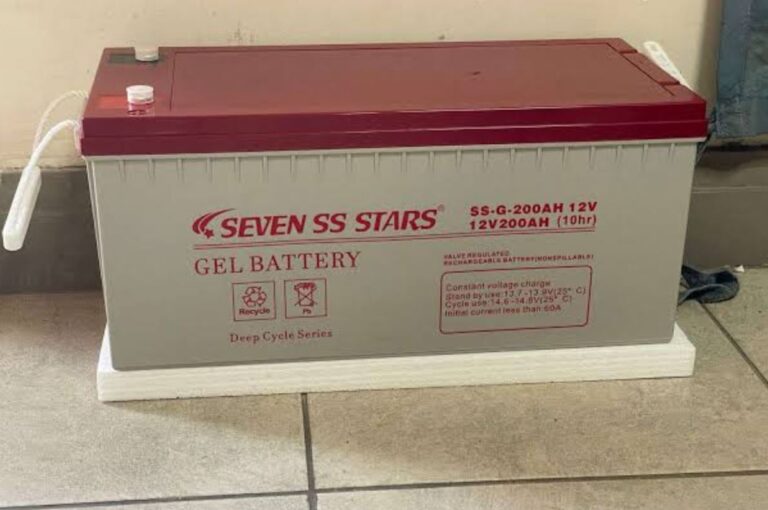 SEVEN SS STARS®
GEL BATTERY
Recycle
Pb
Deep Cycle Series
SS-G-200AH 12V
12V200AH (10hr)
VALVE REGULATED
RECHARGEABLE BATTERY(NONSPILLABLE)
Constant voltage charge
Stand by use:13.7-13.9V(25° C)
Cycle use:14.6-14.8V(25° C)
Initial current less than:60A